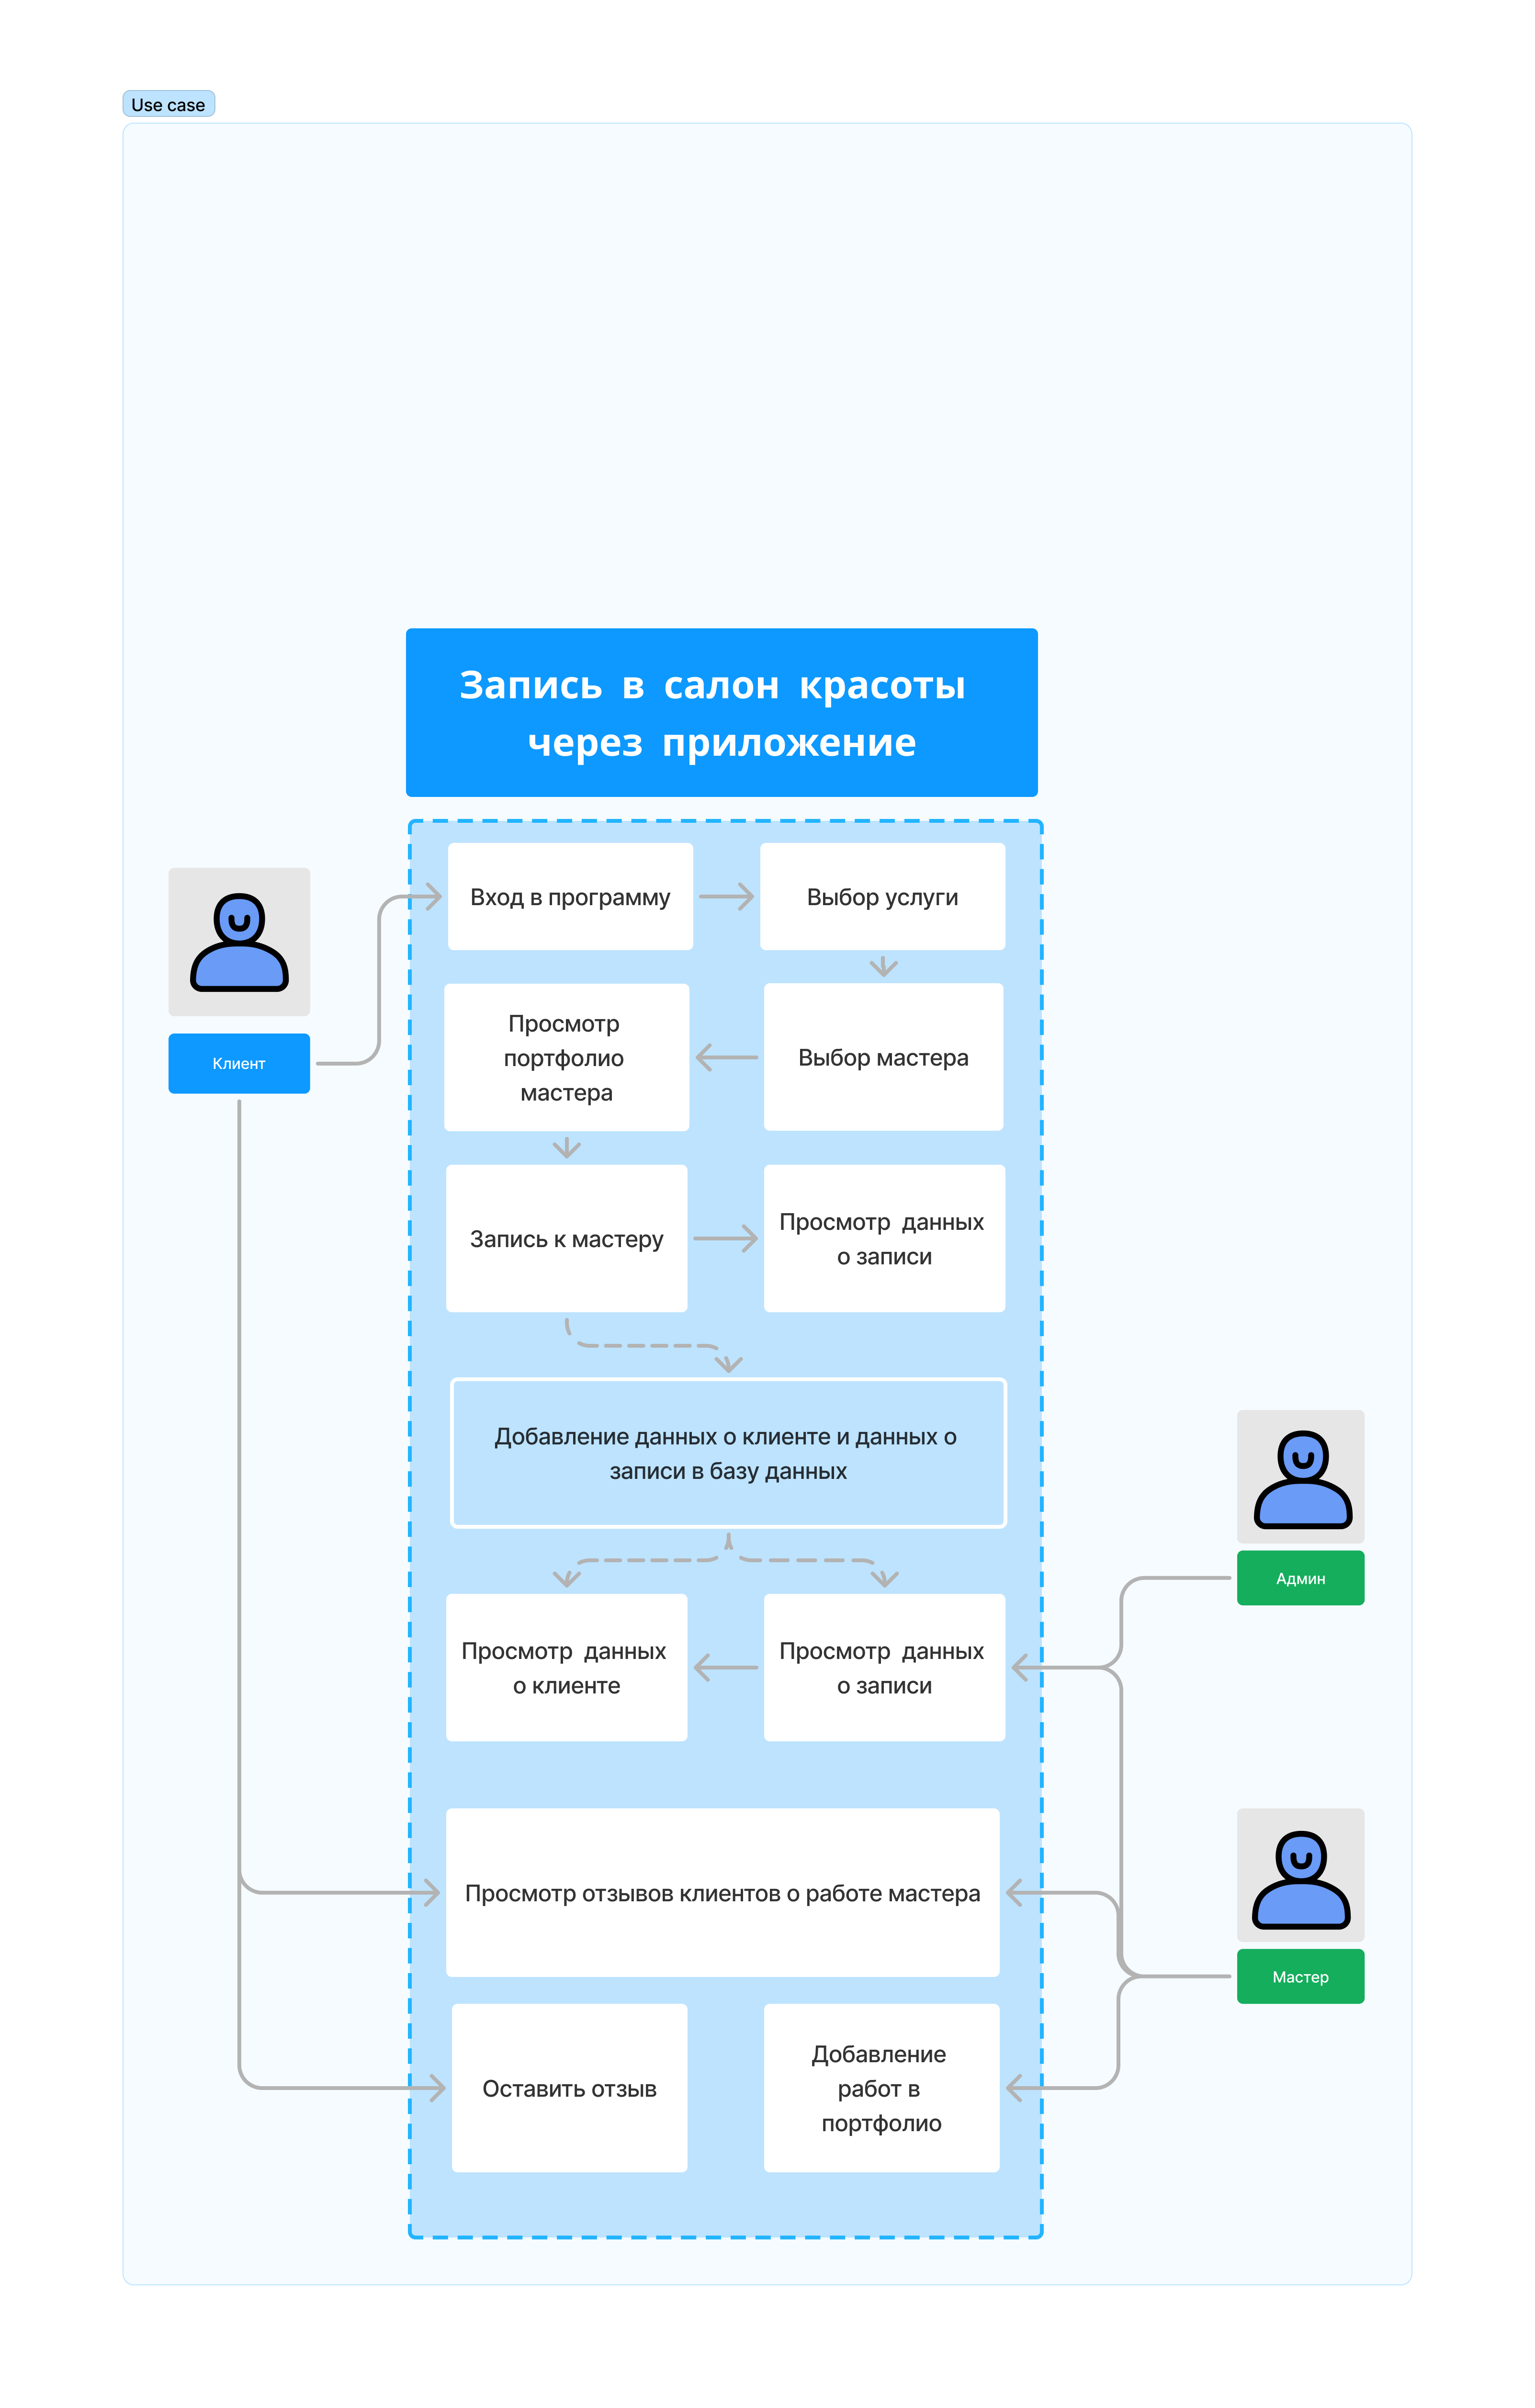 Use case
Запись в салон красоты
через приложение
Вход в программу
Выбор услуги
Клиент
Просмотр
портфолио
мастера
Выбор мастера
Запись к мастеру
Просмотр данных
о записи
Добавление данных о клиенте и данных о
записи в базу данных
Админ
Просмотр данных
о клиенте
Просмотр данных
о записи
Просмотр отзывов клиентов о работе мастера
Мастер
Оставить отзыв
Добавление
работ в
портфолио